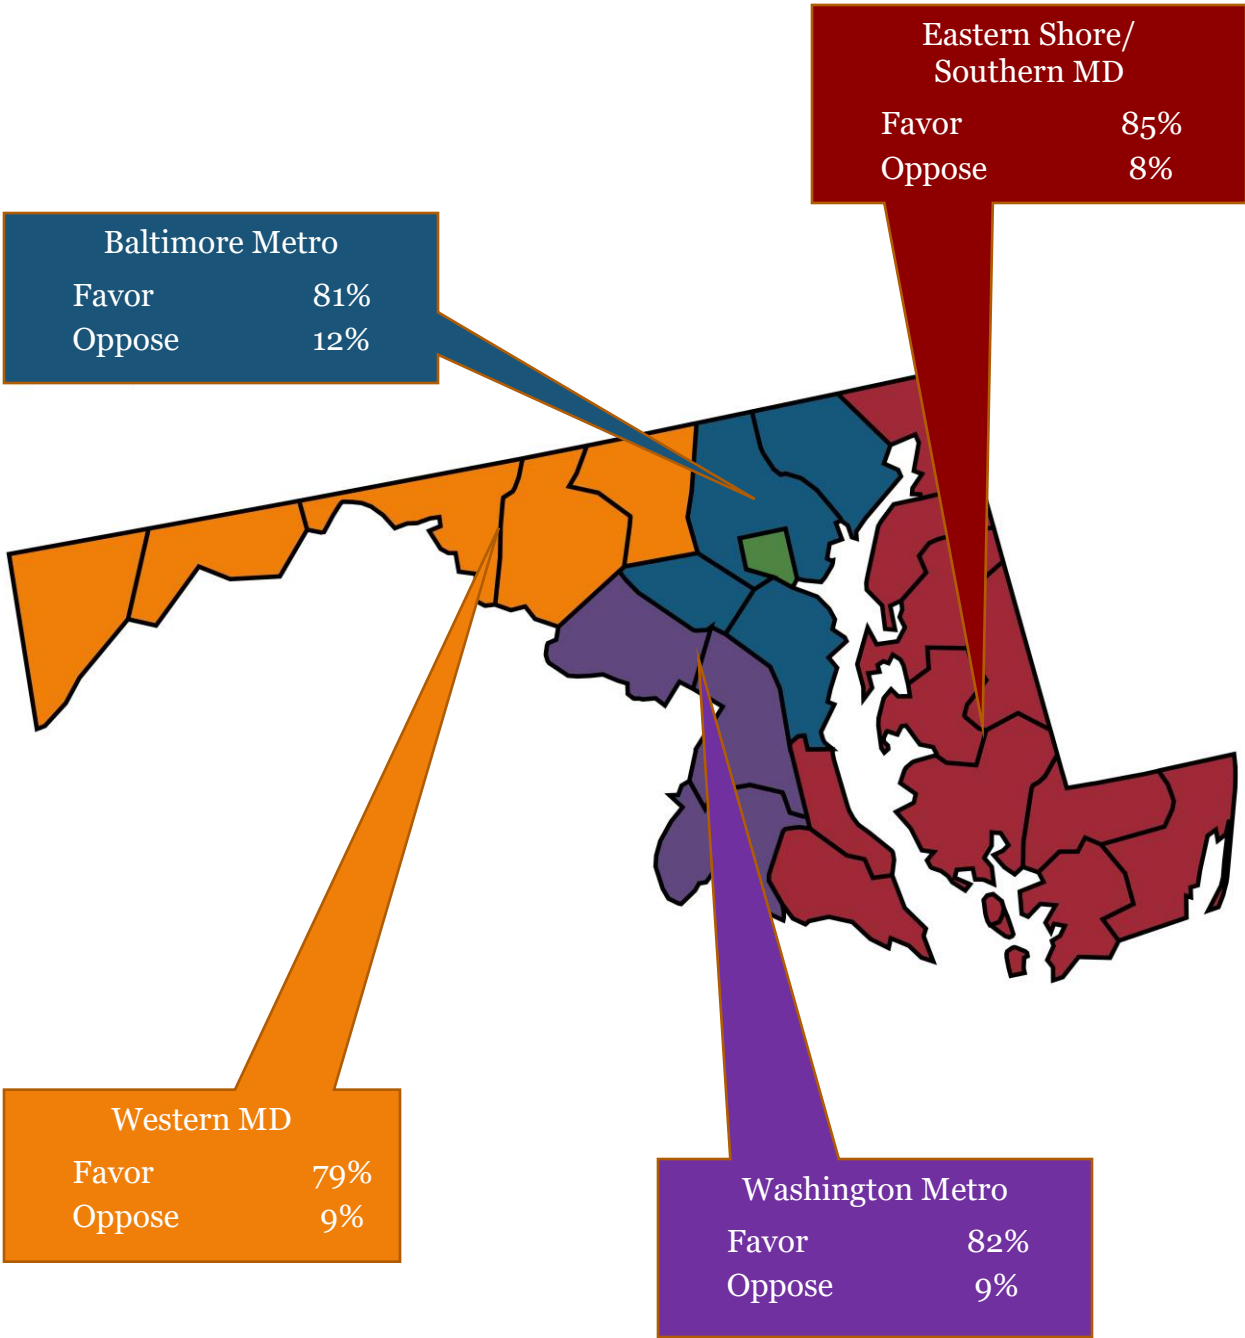 Eastern Shore/
Southern MD
Favor 85%
Oppose 8%
Baltimore Metro
Favor 81%
Oppose 12%
Western MD
Favor 79%
Oppose 9%
Washington Metro
Favor 82%
Oppose 9%